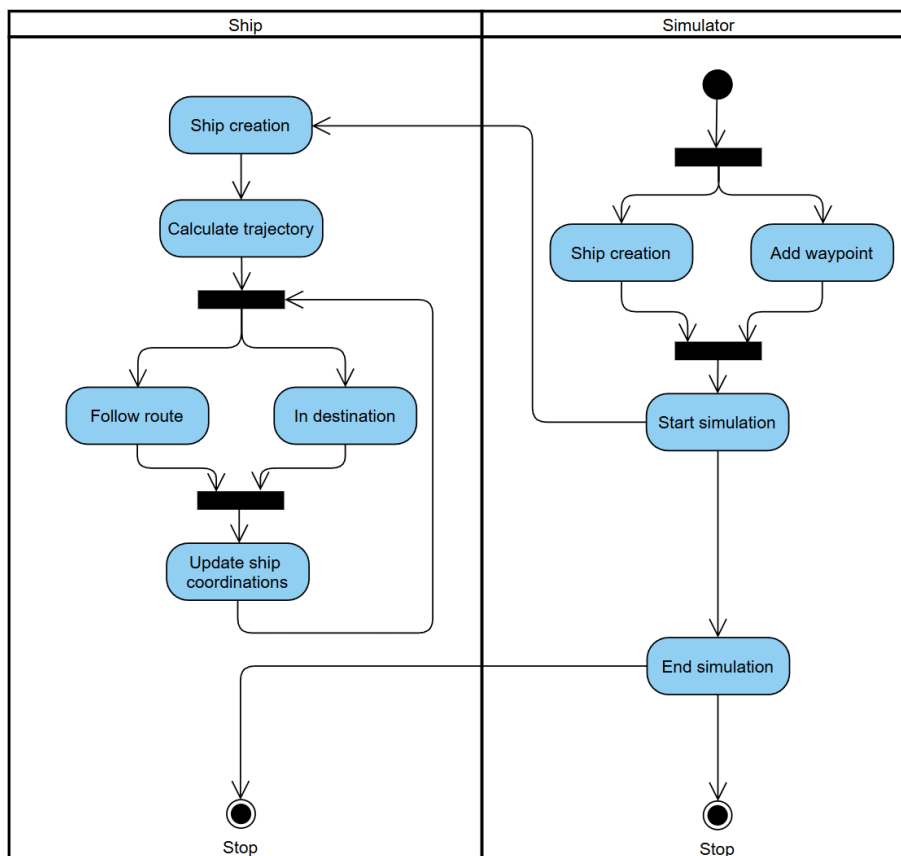 Ship
Simulator
Ship creation
Calculate trajectory
Follow route
In destination
Update ship
coordinations
Stop
Ship creation
Add waypoint
Start simulation
End simulation
Stop